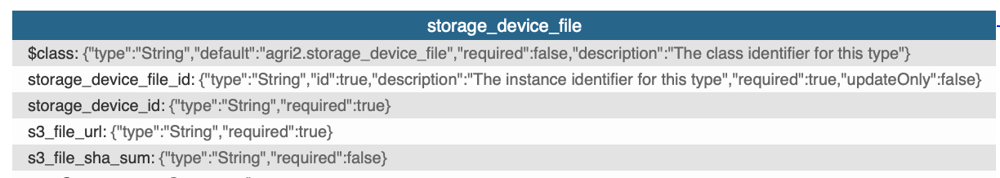 storage_device_file
$class: {"type":"String","default":"agri2.storage_device_file","required":false,"description":"The class identifier for this type"}
storage_device_file_id: {"type":"String","id":true,"description":"The instance identifier for this type","required":true,"updateOnly":false}
storage_device_id: {"type":"String","required":true}
s3_file_url: {"type":"String","required":true}
s3_file_sha_sum: {"type":"String","required":false}